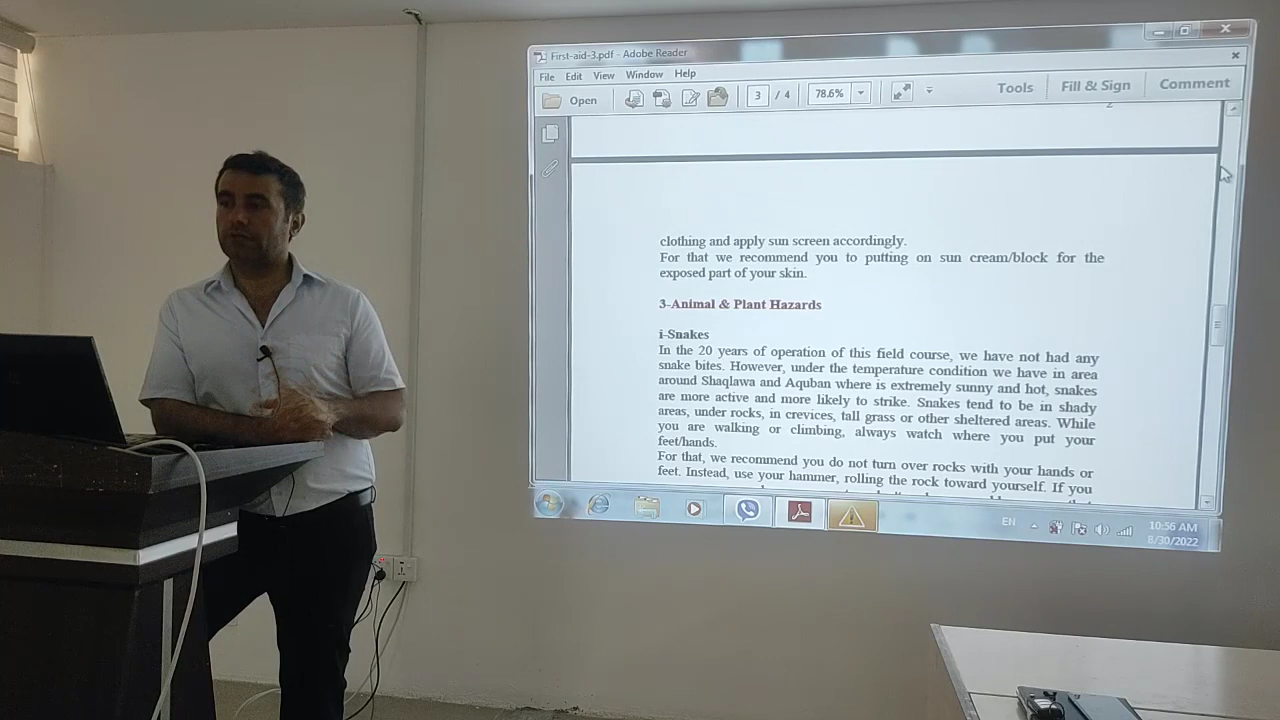 First-aid-3.pdf - Adobe Reader
File Edit View Window Help
Open 3 / 4 78.6% Tools Fill & Sign Comment
2
clothing and apply sun screen accordingly.
For that we recommend you to putting on sun cream/block for the
exposed part of your skin.
3-Animal & Plant Hazards
i-Snakes
In the 20 years of operation of this field course, we have not had any
snake bites. However, under the temperature condition we have in area
around Shaqlawa and Aquban where is extremely sunny and hot, snakes
are more active and more likely to strike. Snakes tend to be in shady
areas, under rocks, in crevices, tall grass or other sheltered areas. While
you are walking or climbing, always watch where you put your
feet/hands.
For that, we recommend you do not turn over rocks with your hands or
feet. Instead, use your hammer, rolling the rock toward yourself. If you
EN 10:56 AM
8/30/2022